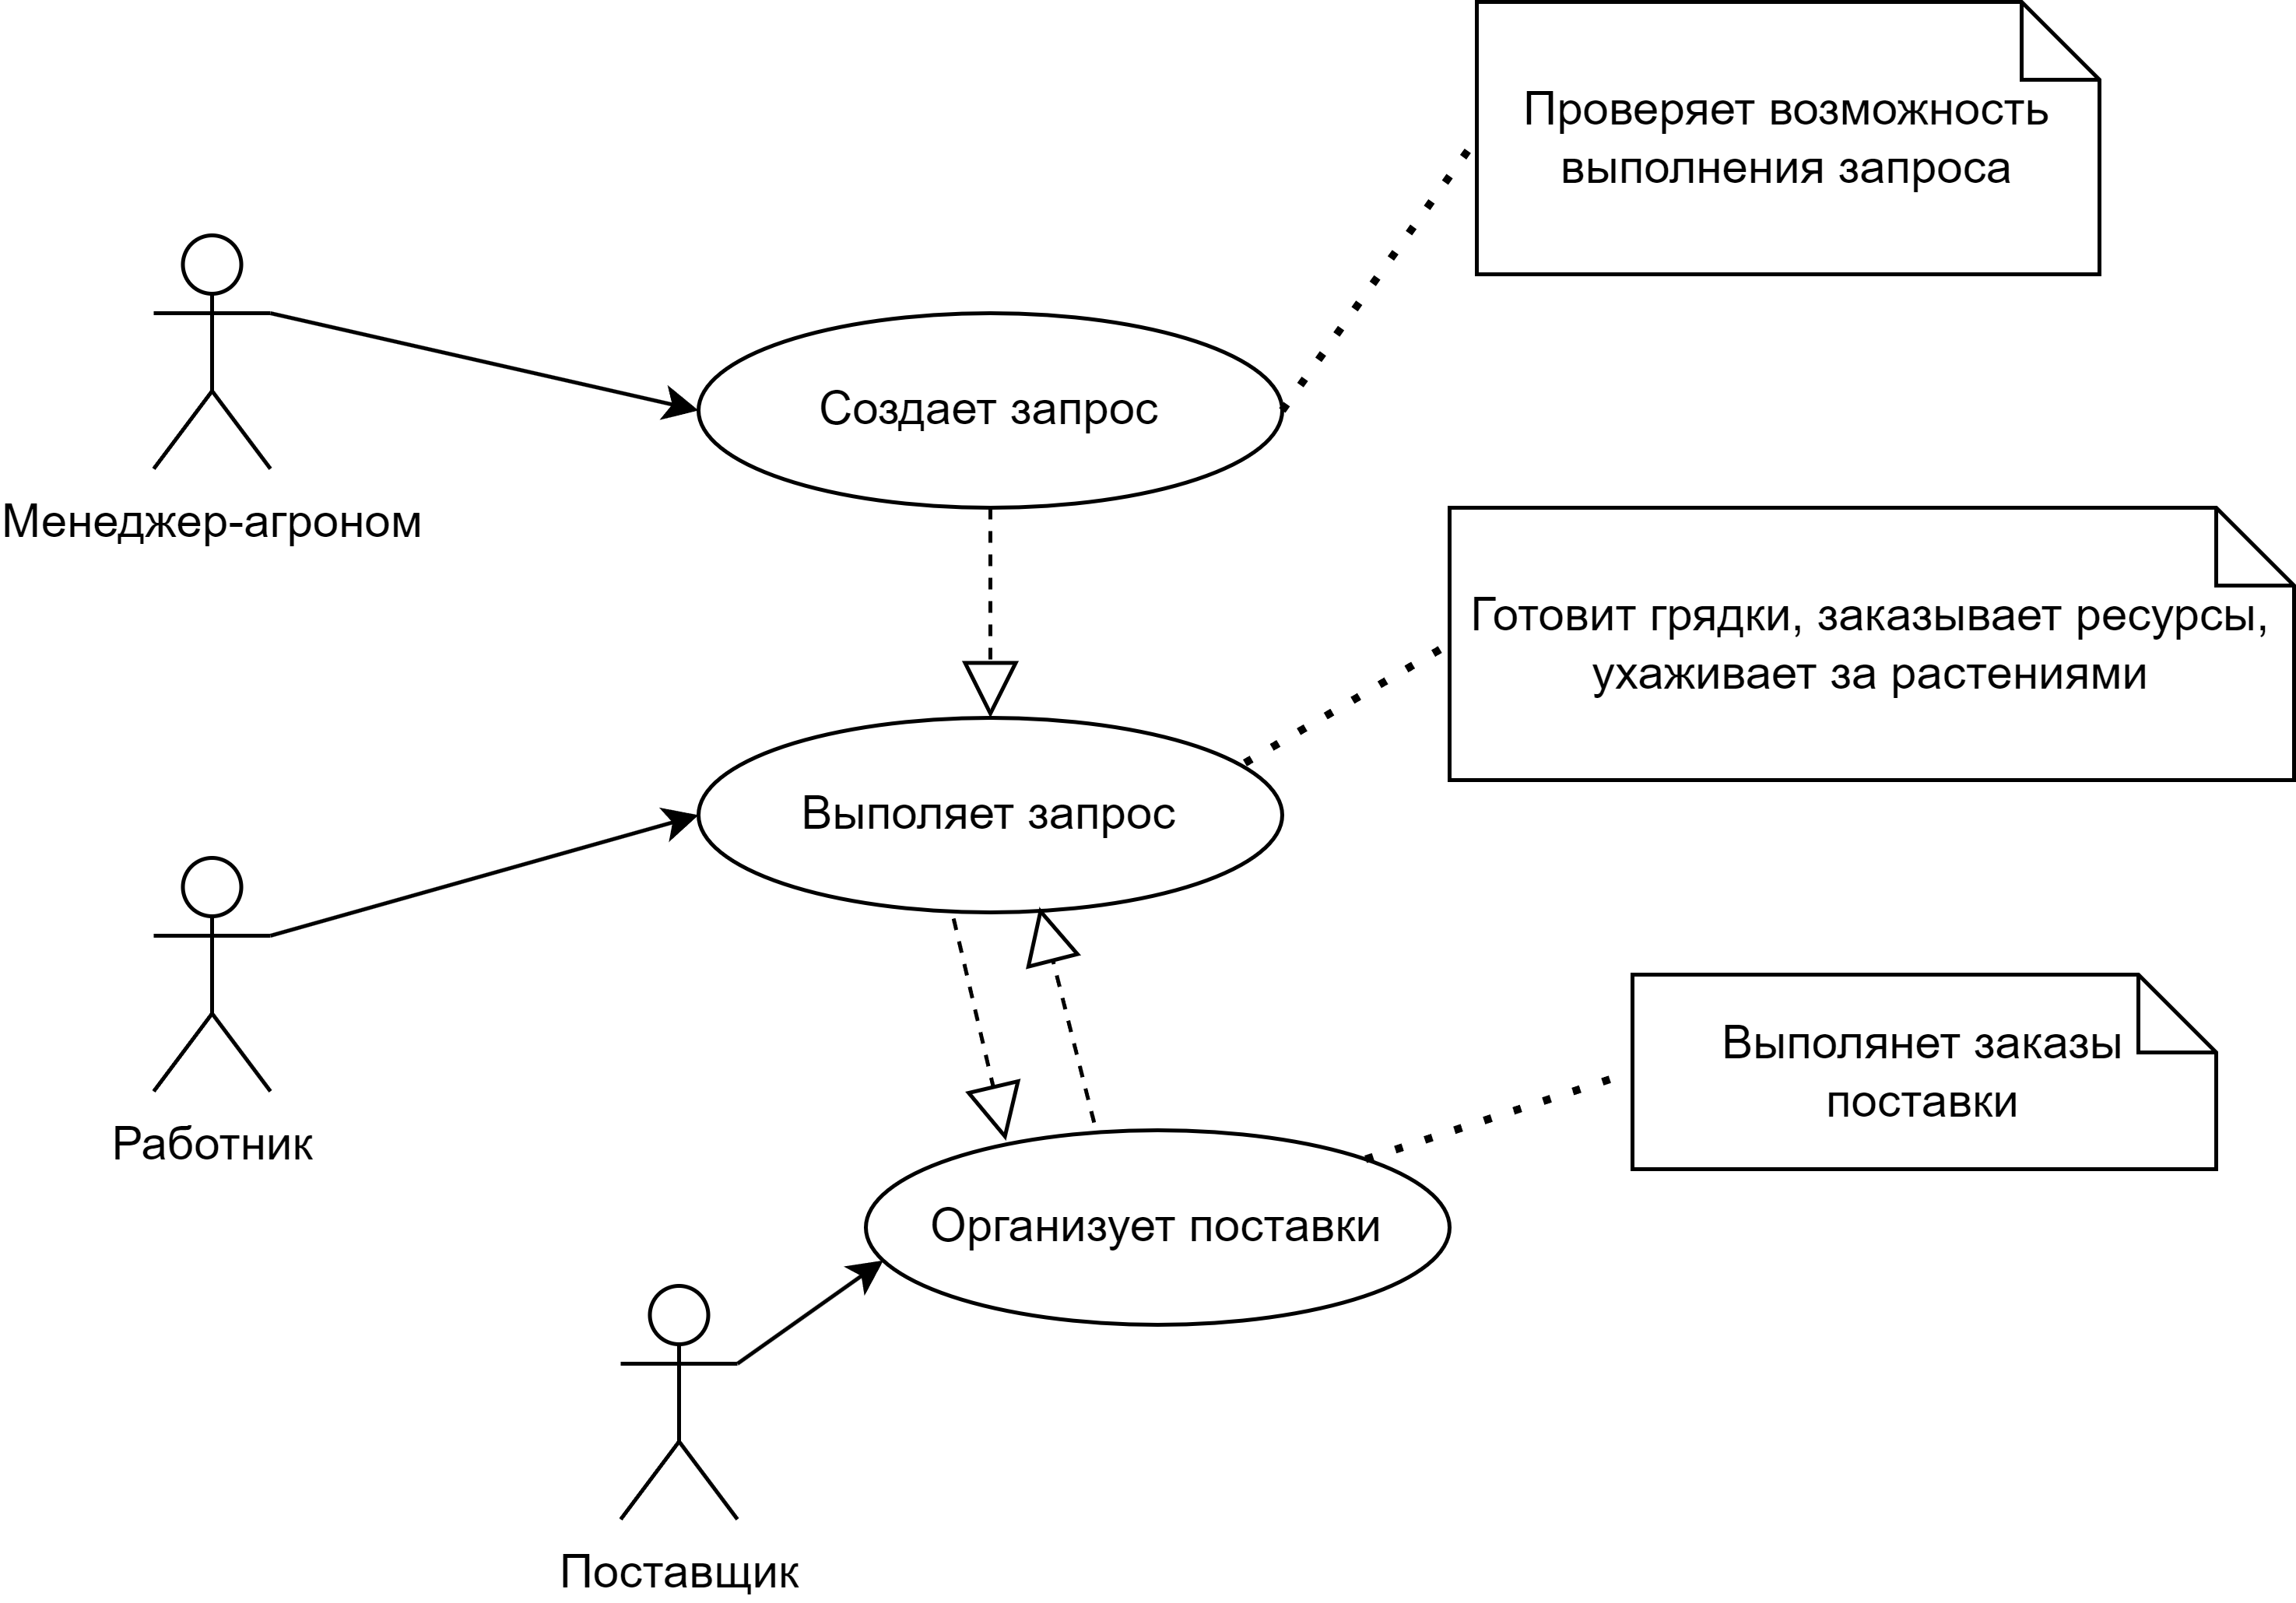 Проверяет возможность
выполнения запроса
Создает запрос
Менеджер-агроном
Готовит грядки, заказывает ресурсы,
ухаживает за растениями
Выполяет запрос
Выполянет заказы
поставки
Работник
Организует поставки
Поставщик